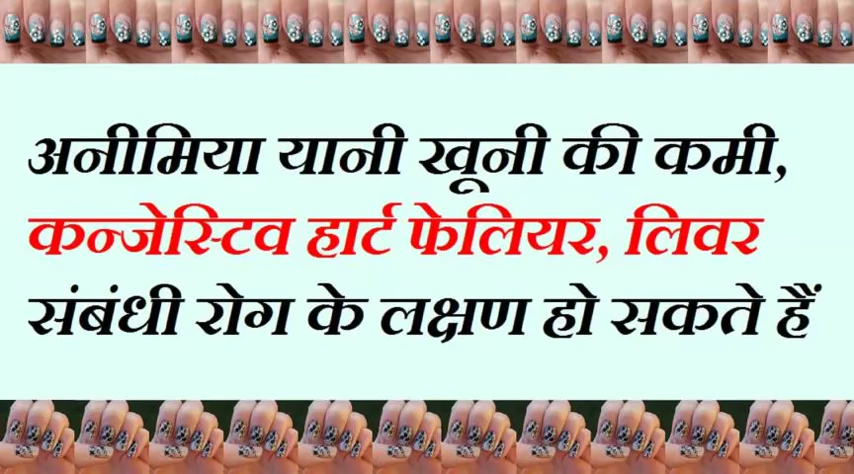 अनीमिया यानी खूनी की कमी,
कन्जेस्टिव हार्ट फेलियर, लिवर
संबंधी रोग के लक्षण हो सकते हैं